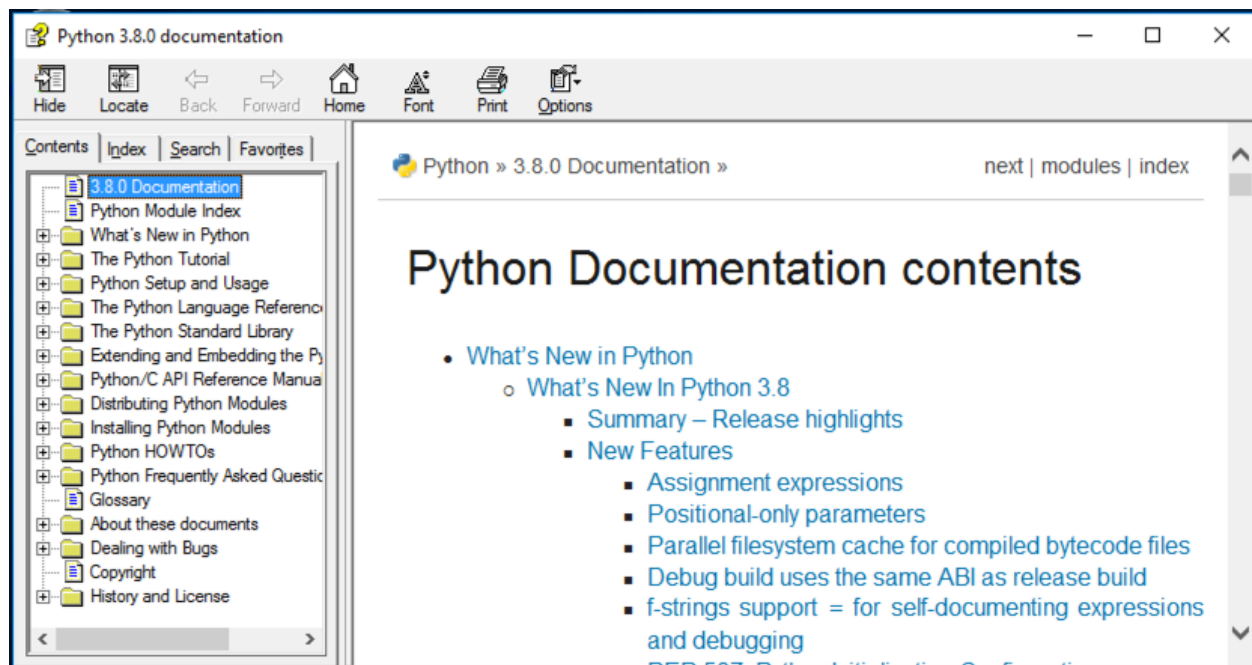 Python 3.8.0 documentation
Hide Locate Back Forward Home Font Print Options
Contents Index Search Favorites
3.8.0 Documentation
Python Module Index
What's New in Python
The Python Tutorial
Python Setup and Usage
The Python Language Reference
The Python Standard Library
Extending and Embedding the Py
Python/C API Reference Manual
Distributing Python Modules
Installing Python Modules
Python HOWTOs
Python Frequently Asked Questic
Glossary
About these documents
Dealing with Bugs
Copyright
History and License
Python » 3.8.0 Documentation »
next | modules | index
Python Documentation contents
• What's New in Python
○ What's New In Python 3.8
▪ Summary – Release highlights
▪ New Features
▪ Assignment expressions
▪ Positional-only parameters
▪ Parallel filesystem cache for compiled bytecode files
▪ Debug build uses the same ABI as release build
▪ f-strings support = for self-documenting expressions
and debugging